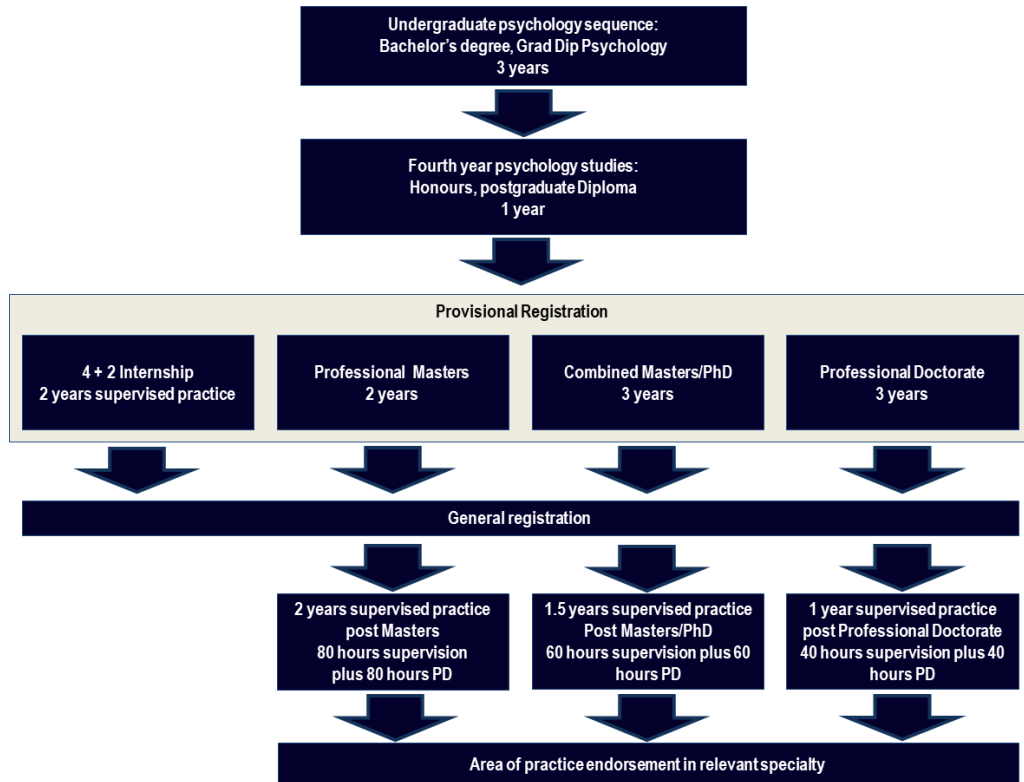 Undergraduate psychology sequence:
Bachelor's degree, Grad Dip Psychology
3 years
Fourth year psychology studies:
Honours, postgraduate Diploma
1 year
Provisional Registration
4 + 2 Internship
2 years supervised practice
Professional Masters
2 years
Combined Masters/PhD
3 years
Professional Doctorate
3 years
General registration
2 years supervised practice
post Masters
80 hours supervision
plus 80 hours PD
1.5 years supervised practice
Post Masters/PhD
60 hours supervision plus 60
hours PD
1 year supervised practice
post Professional Doctorate
40 hours supervision plus 40
hours PD
Area of practice endorsement in relevant specialty